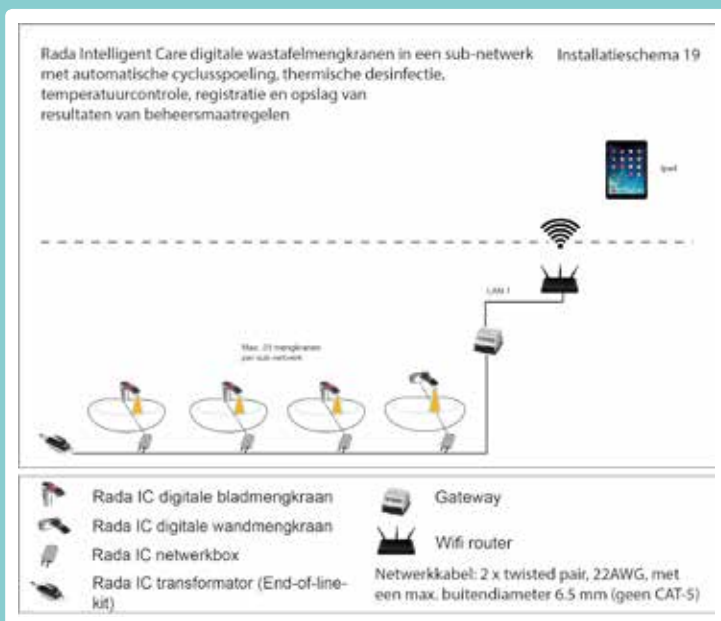 Rada Intelligent Care digitale wastafelmengkranen in een sub-netwerk
met automatische cyclusspoeling, thermische desinfectie,
temperatuurcontrole, registratie en opslag van
resultaten van beheersmaatregelen
Installatieschema 19
Ipad
LAN 1
Max. mengkranen
per sub-netwerk
Rada IC digitale bladmengkraan
Rada IC digitale wandmengkraan
Rada IC netwerkbox
Rada IC transformator (End-of-line-
kit)
Gateway
Wifi router
Netwerkkabel: 2 x twisted pair, 22AWG, met
een max. buitendiameter 6.5 mm (geen CAT-5)